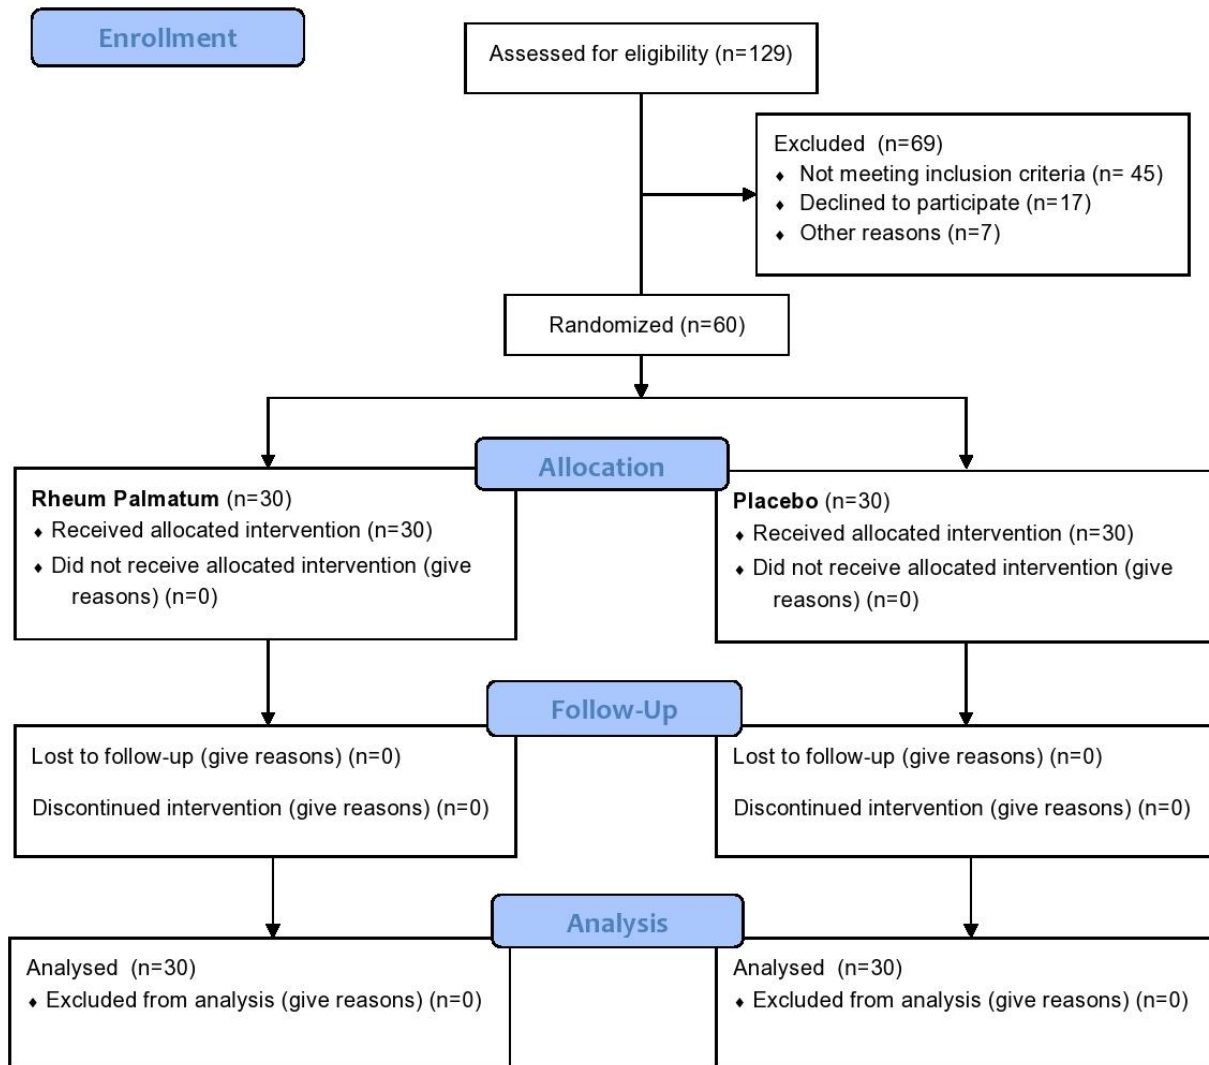 Enrollment
Assessed for eligibility (n=129)
Excluded  (n=69)
♦ Not meeting inclusion criteria (n= 45)
♦ Declined to participate (n=17)
♦ Other reasons (n=7)
Randomized (n=60)
Allocation
Rheum Palmatum (n=30)
♦ Received allocated intervention (n=30)
♦ Did not receive allocated intervention (give
reasons) (n=0)
Placebo (n=30)
♦ Received allocated intervention (n=30)
♦ Did not receive allocated intervention (give
reasons) (n=0)
Follow-Up
Lost to follow-up (give reasons) (n=0)
Discontinued intervention (give reasons) (n=0)
Lost to follow-up (give reasons) (n=0)
Discontinued intervention (give reasons) (n=0)
Analysis
Analysed  (n=30)
♦ Excluded from analysis (give reasons) (n=0)
Analysed  (n=30)
♦ Excluded from analysis (give reasons) (n=0)